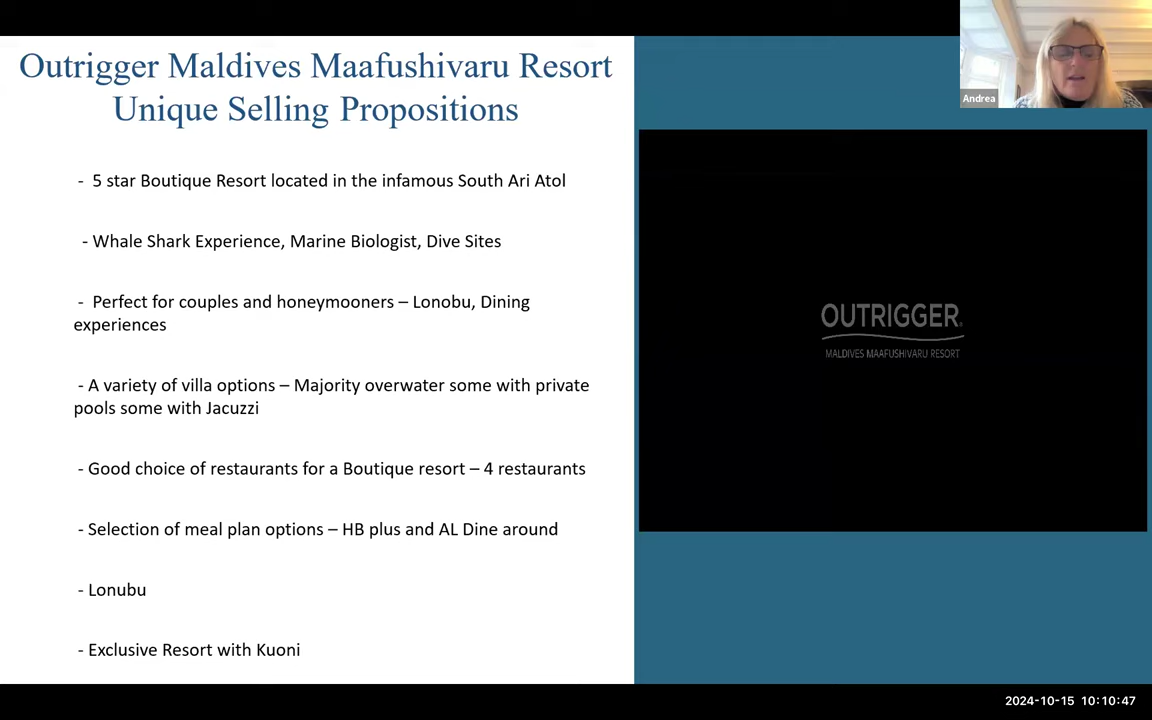 Outrigger Maldives Maafushivaru Resort
Unique Selling Propositions
- 5 star Boutique Resort located in the infamous South Ari Atol
- Whale Shark Experience, Marine Biologist, Dive Sites
- Perfect for couples and honeymooners – Lonobu, Dining
experiences
- A variety of villa options – Majority overwater some with private
pools some with Jacuzzi
- Good choice of restaurants for a Boutique resort – 4 restaurants
- Selection of meal plan options – HB plus and AL Dine around
- Lonubu
- Exclusive Resort with Kuoni
Andrea
OUTRIGGER®
MALDIVES MAAFUSHIVARU RESORT
2024-10-15 10:10:47